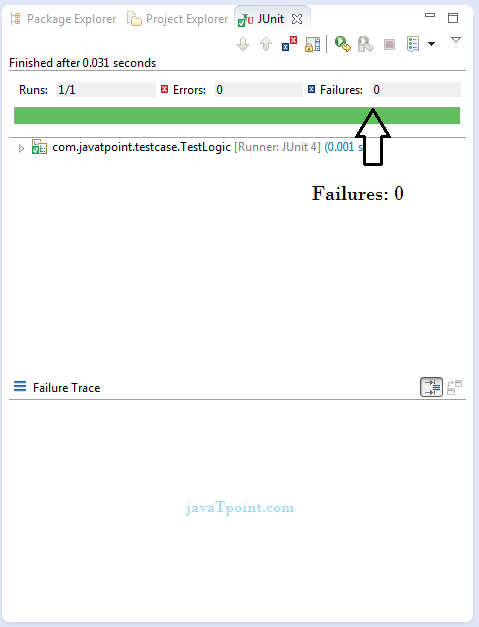 Package Explorer Project Explorer JUnit
Finished after 0.031 seconds
Runs: 1/1 Errors: 0 Failures: 0
com.javatpoint.testcase.TestLogic [Runner: JUnit 4] (0.001 s
Failures: 0
Failure Trace
javaTpoint.com